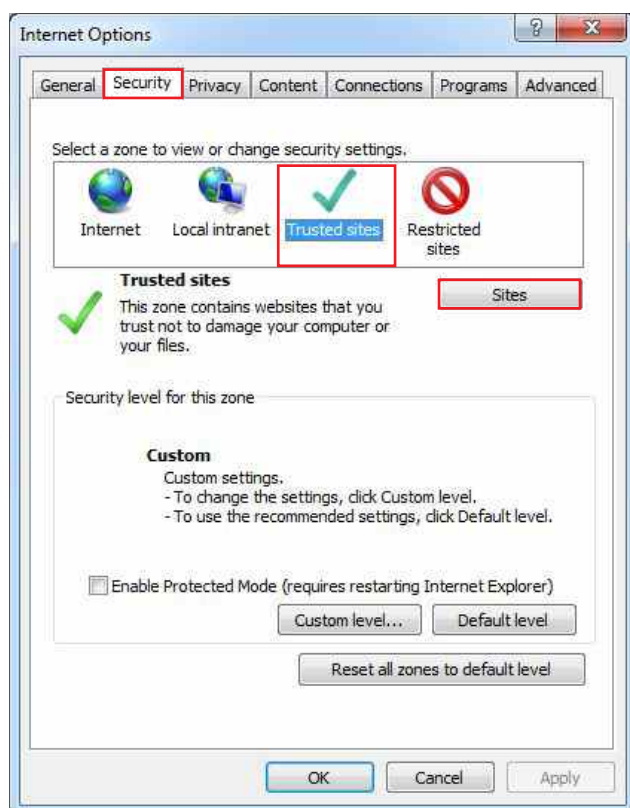 Internet Options
General Security Privacy Content Connections Programs Advanced
Select a zone to view or change security settings.
Internet Local intranet Trusted sites Restricted
sites
Trusted sites
Sites
This zone contains websites that you
trust not to damage your computer or
your files.
Security level for this zone
Custom
Custom settings.
- To change the settings, click Custom level.
- To use the recommended settings, click Default level.
Enable Protected Mode (requires restarting Internet Explorer)
Custom level... Default level
Reset all zones to default level
OK Cancel Apply